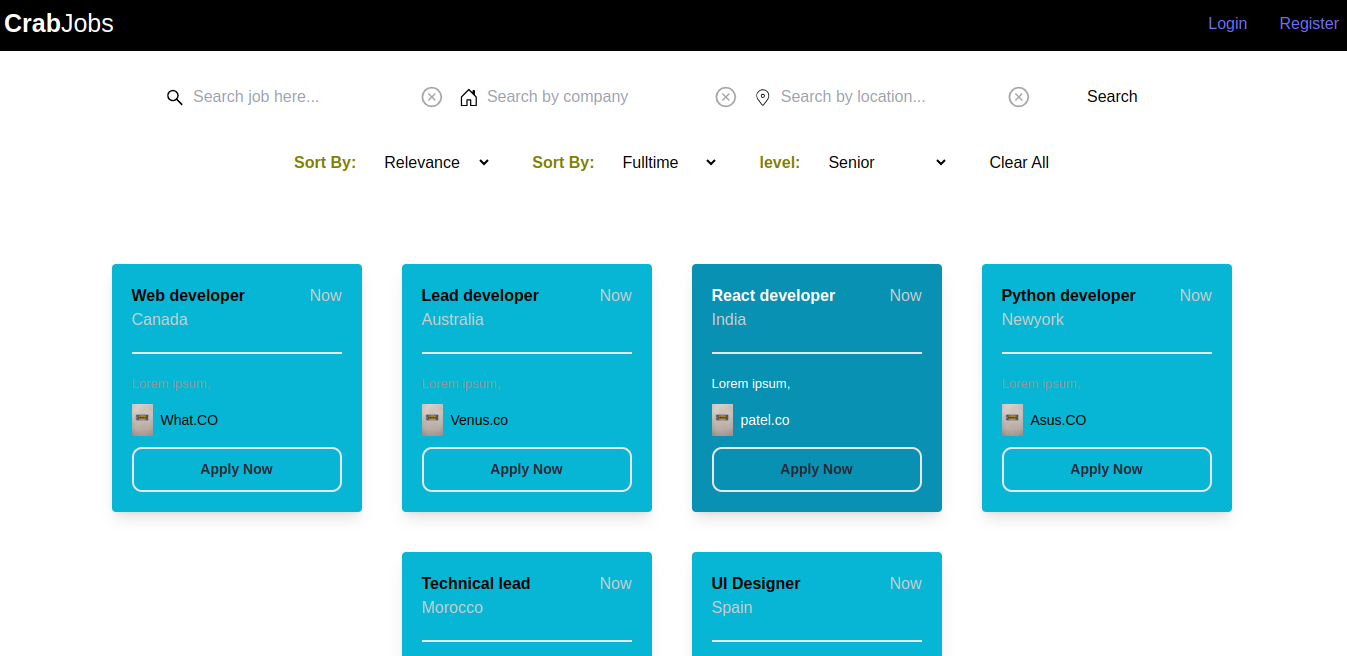 CrabJobs Login Register
Search job here... Search by company Search by location... Search
Sort By: Relevance Sort By: Fulltime level: Senior Clear All
Web developer Now
Canada
Lorem ipsum,
What.CO
Apply Now
Lead developer Now
Australia
Lorem ipsum,
Venus.co
Apply Now
React developer Now
India
Lorem ipsum,
patel.co
Apply Now
Python developer Now
Newyork
Lorem ipsum,
Asus.CO
Apply Now
Technical lead Now
Morocco
UI Designer Now
Spain